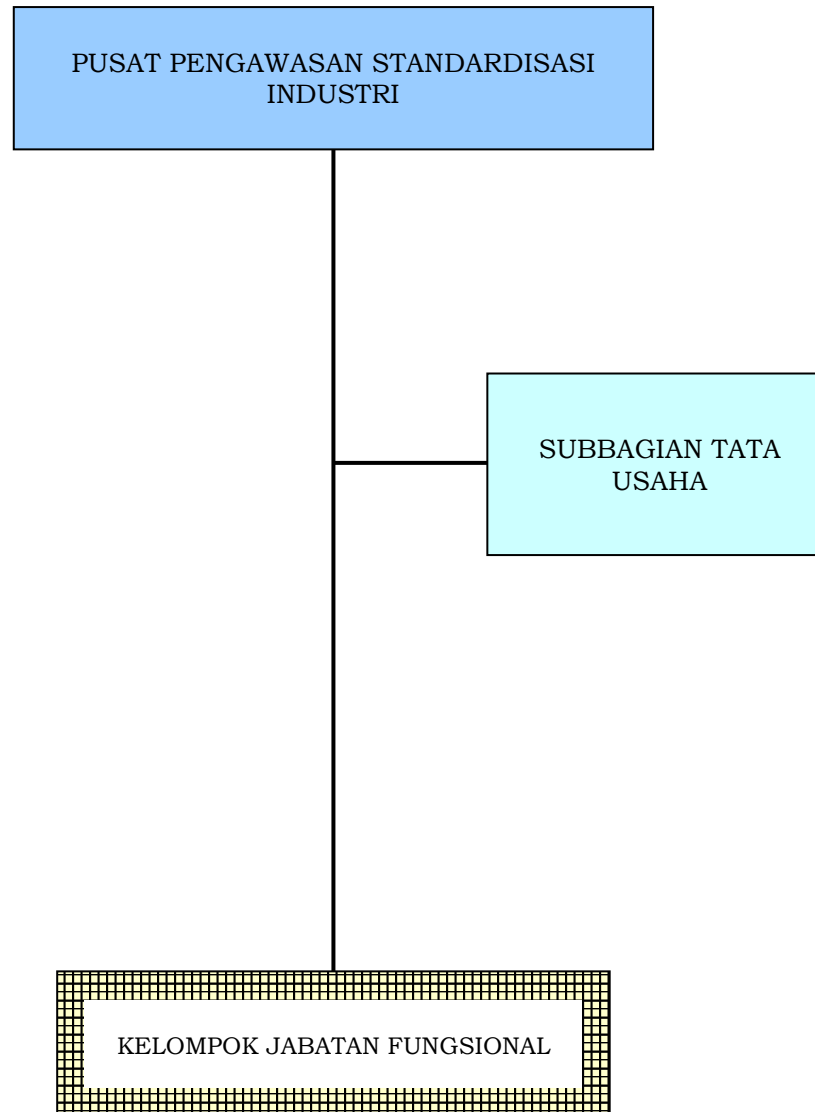 PUSAT PENGAWASAN STANDARDISASI
INDUSTRI
SUBBAGIAN TATA
USAHA
KELOMPOK JABATAN FUNGSIONAL